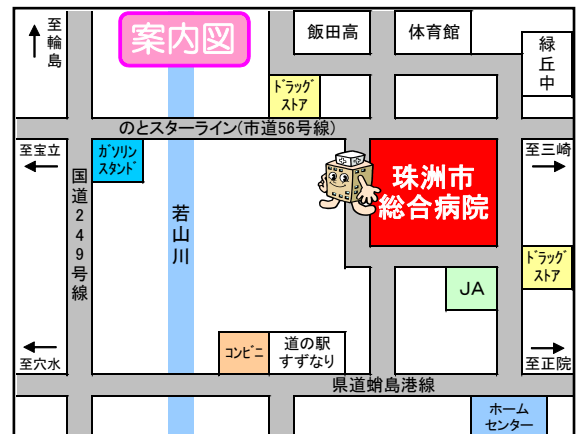 至輪島
案内図
飯田高
体育館
緑丘中
ﾄﾞﾗｯｸﾞ
ストア
のとスターライン(市道56号線)
至宝立
ｶﾞｿﾘﾝ
ｽﾀﾝﾄﾞ
珠洲市
総合病院
至三崎
国道249号線
若山川
ﾄﾞﾗｯｸﾞ
ストア
JA
至穴水
ｺﾝﾋﾞﾆ
道の駅
すずなり
至正院
県道蛸島港線
ホーム
センター